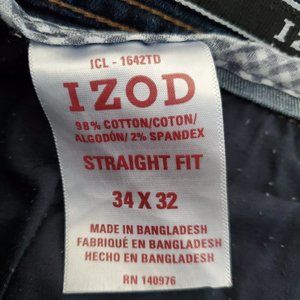 ICL - 1642TD
IZOD
98% COTTON/COTON/
ALGODÓN/ 2% SPANDEX
STRAIGHT FIT
34 X 32
MADE IN BANGLADESH
FABRIQUÉ EN BANGLADESH
HECHO EN BANGLADESH
RN 140976